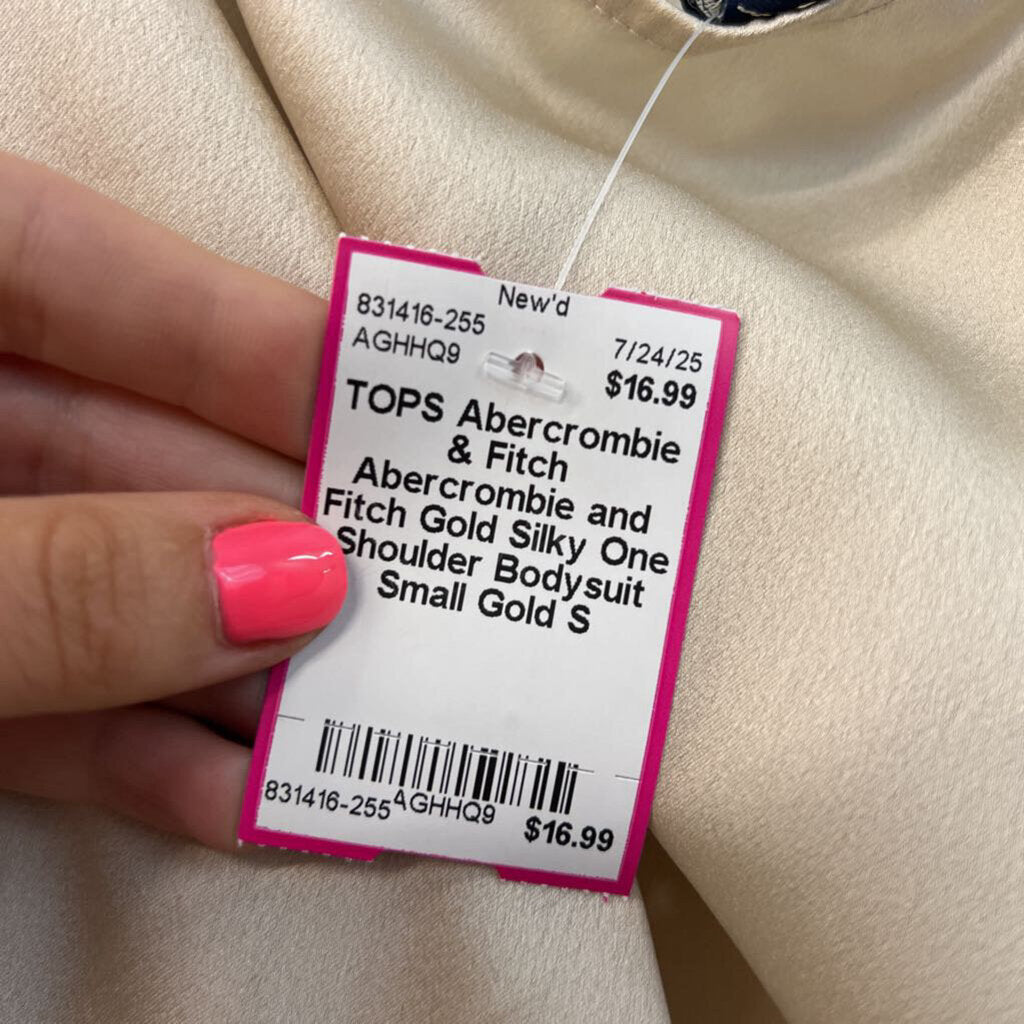 New'd
831416-255
AGHHQ9
7/24/25
$16.99
TOPS Abercrombie
& Fitch
Abercrombie and
Fitch Gold Silky One
Shoulder Bodysuit
Small Gold S
831416-255 AGHHQ9 $16.99